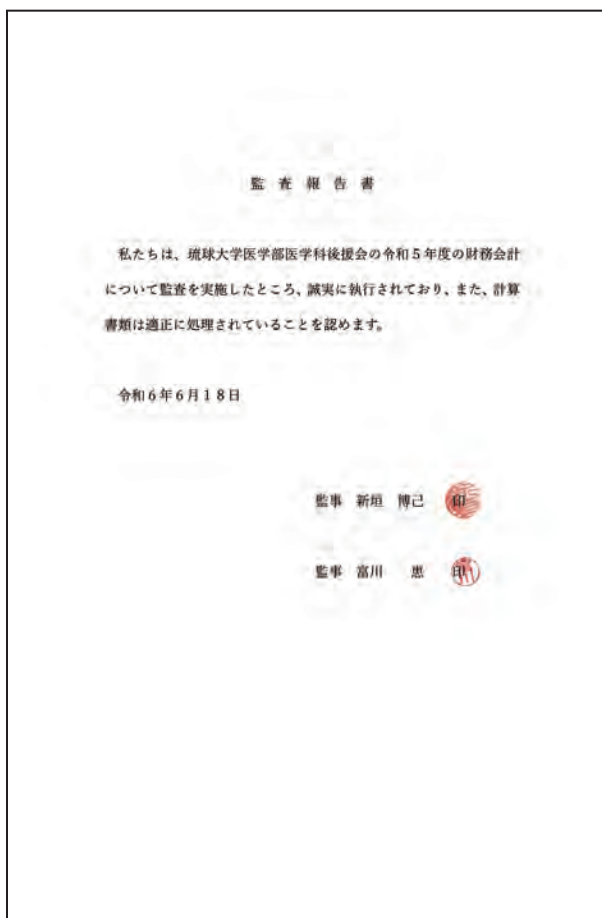 監査報告書
私たちは、琉球大学医学部医学科後援会の令和5年度の財務会計
について監査を実施したところ、誠実に執行されており、また、計算
書類は適正に処理されていることを認めます。
令和6年6月18日
監事 新垣 博己 印
監事 富川 恵 印